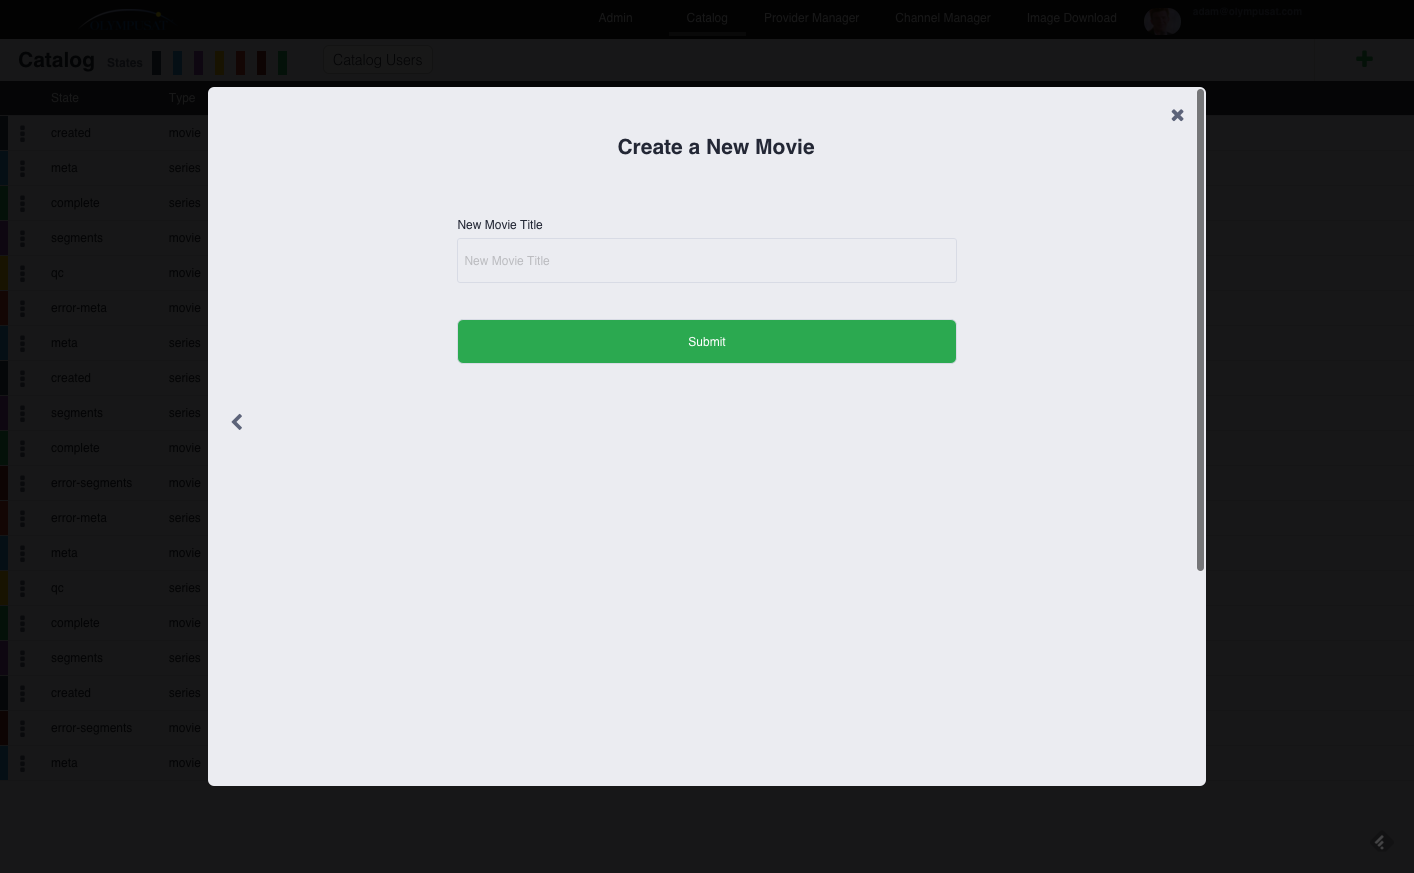 Admin Catalog Provider Manager Channel Manager Image Download
Catalog States Catalog Users
State Type
created movie
meta series
complete series
segments movie
qc movie
error-meta movie
meta series
created series
segments series
complete movie
error-segments movie
error-meta series
meta movie
qc series
complete movie
segments series
created series
error-segments movie
meta movie
Create a New Movie
New Movie Title
New Movie Title
Submit